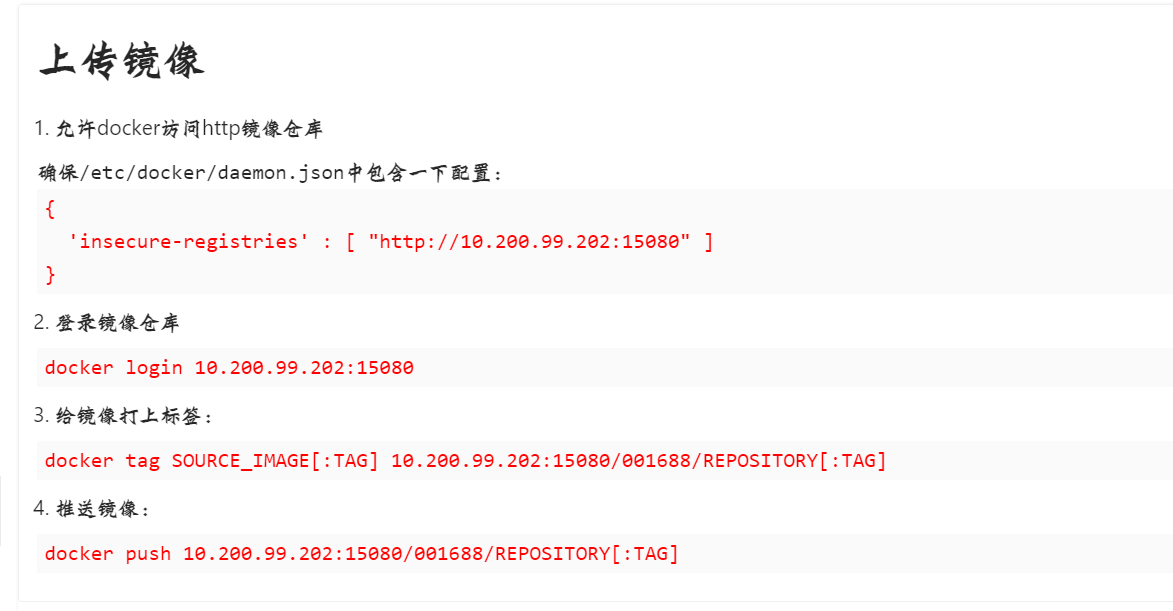 上传镜像
1. 允许docker访问http镜像仓库
确保/etc/docker/daemon.json中包含一下配置：
{
  'insecure-registries' : [ "http://10.200.99.202:15080" ]
}
2. 登录镜像仓库
docker login 10.200.99.202:15080
3. 给镜像打上标签：
docker tag SOURCE_IMAGE[:TAG] 10.200.99.202:15080/001688/REPOSITORY[:TAG]
4. 推送镜像：
docker push 10.200.99.202:15080/001688/REPOSITORY[:TAG]